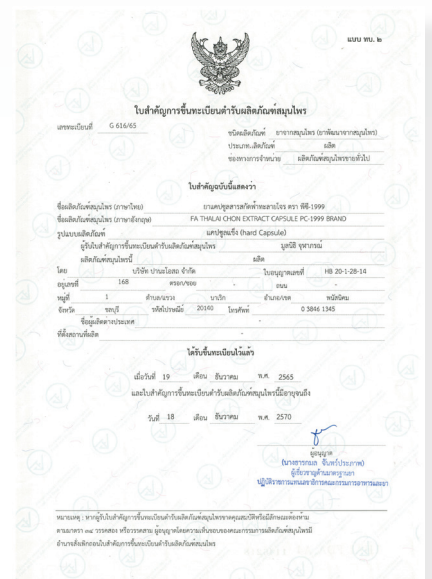 แบบ ทบ. ๒
ใบสำคัญการขึ้นทะเบียนตำรับผลิตภัณฑ์สมุนไพร
เลขทะเบียนที่ G 616/65
ชนิดผลิตภัณฑ์ ยาจากสมุนไพร (ยาพัฒนาจากสมุนไพร)
ประเภทผลิตภัณฑ์ ผลิต
ช่องทางการจำหน่าย ผลิตภัณฑ์สมุนไพรขายทั่วไป
ใบสำคัญฉบับนี้แสดงว่า
ชื่อผลิตภัณฑ์สมุนไพร (ภาษาไทย) ยาแคปซูลสารสกัดฟ้าทะลายโจร ตรา พีซี-1999
ชื่อผลิตภัณฑ์สมุนไพร (ภาษาอังกฤษ) FA THALAI CHON EXTRACT CAPSULE PC-1999 BRAND
รูปแบบผลิตภัณฑ์ แคปซูลแข็ง (hard Capsule)
ผู้รับใบสำคัญการขึ้นทะเบียนตำรับผลิตภัณฑ์สมุนไพร มูลนิธิ จุฬาภรณ์
ผลิตภัณฑ์สมุนไพรนี้ ผลิต
โดย บริษัท ปานะโอสถ จำกัด ใบอนุญาตเลขที่ HB 20-1-28-14
อยู่เลขที่ 168 ตรอก/ซอย - ถนน -
หมู่ที่ 1 ตำบล/แขวง นาเริก อำเภอ/เขต พนัสนิคม
จังหวัด ชลบุรี รหัสไปรษณีย์ 20140 โทรศัพท์ 0 3846 1345
ชื่อผู้ผลิตต่างประเทศ -
ที่ตั้งสถานที่ผลิต -
ได้รับขึ้นทะเบียนไว้แล้ว
เมื่อวันที่ 19 เดือน ธันวาคม พ.ศ. 2565
และใบสำคัญการขึ้นทะเบียนตำรับผลิตภัณฑ์สมุนไพรนี้มีอายุจนถึง
วันที่ 18 เดือน ธันวาคม พ.ศ. 2570
ผู้อนุญาต
(นางธารกมล จันทร์ประภาพ)
ผู้เชี่ยวชาญด้านมาตรฐานยา
ปฏิบัติราชการแทนเลขาธิการคณะกรรมการอาหารและยา
หมายเหตุ : หากผู้รับใบสำคัญการขึ้นทะเบียนตำรับผลิตภัณฑ์สมุนไพรขาดคุณสมบัติหรือมีลักษณะต้องห้าม
ตามมาตรา ๓๔ วรรคสอง หรือวรรคสาม ผู้อนุญาตโดยความเห็นชอบของคณะกรรมการผลิตภัณฑ์สมุนไพรมี
อำนาจสั่งเพิกถอนใบสำคัญการขึ้นทะเบียนตำรับผลิตภัณฑ์สมุนไพร